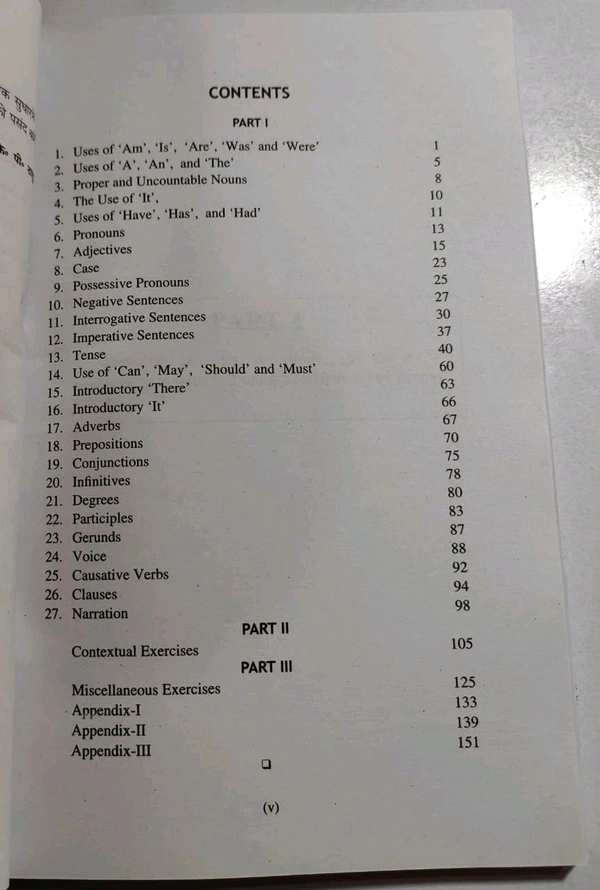 क सुधारने
को पसंद की
के० पी०
CONTENTS
PART I
1. Uses of ‘Am’, ‘Is’, ‘Are’, ‘Was’ and ‘Were’ 1
2. Uses of ‘A’, ‘An’, and ‘The’ 5
3. Proper and Uncountable Nouns 8
4. The Use of ‘It’, 10
5. Uses of ‘Have’, ‘Has’, and ‘Had’ 11
6. Pronouns 13
7. Adjectives 15
8. Case 23
9. Possessive Pronouns 25
10. Negative Sentences 27
11. Interrogative Sentences 30
12. Imperative Sentences 37
13. Tense 40
14. Use of ‘Can’, ‘May’, ‘Should’ and ‘Must’ 60
15. Introductory ‘There’ 63
16. Introductory ‘It’ 66
17. Adverbs 67
18. Prepositions 70
19. Conjunctions 75
20. Infinitives 78
21. Degrees 80
22. Participles 83
23. Gerunds 87
24. Voice 88
25. Causative Verbs 92
26. Clauses 94
27. Narration 98
PART II
Contextual Exercises 105
PART III
Miscellaneous Exercises 125
Appendix-I 133
Appendix-II 139
Appendix-III 151
(v)